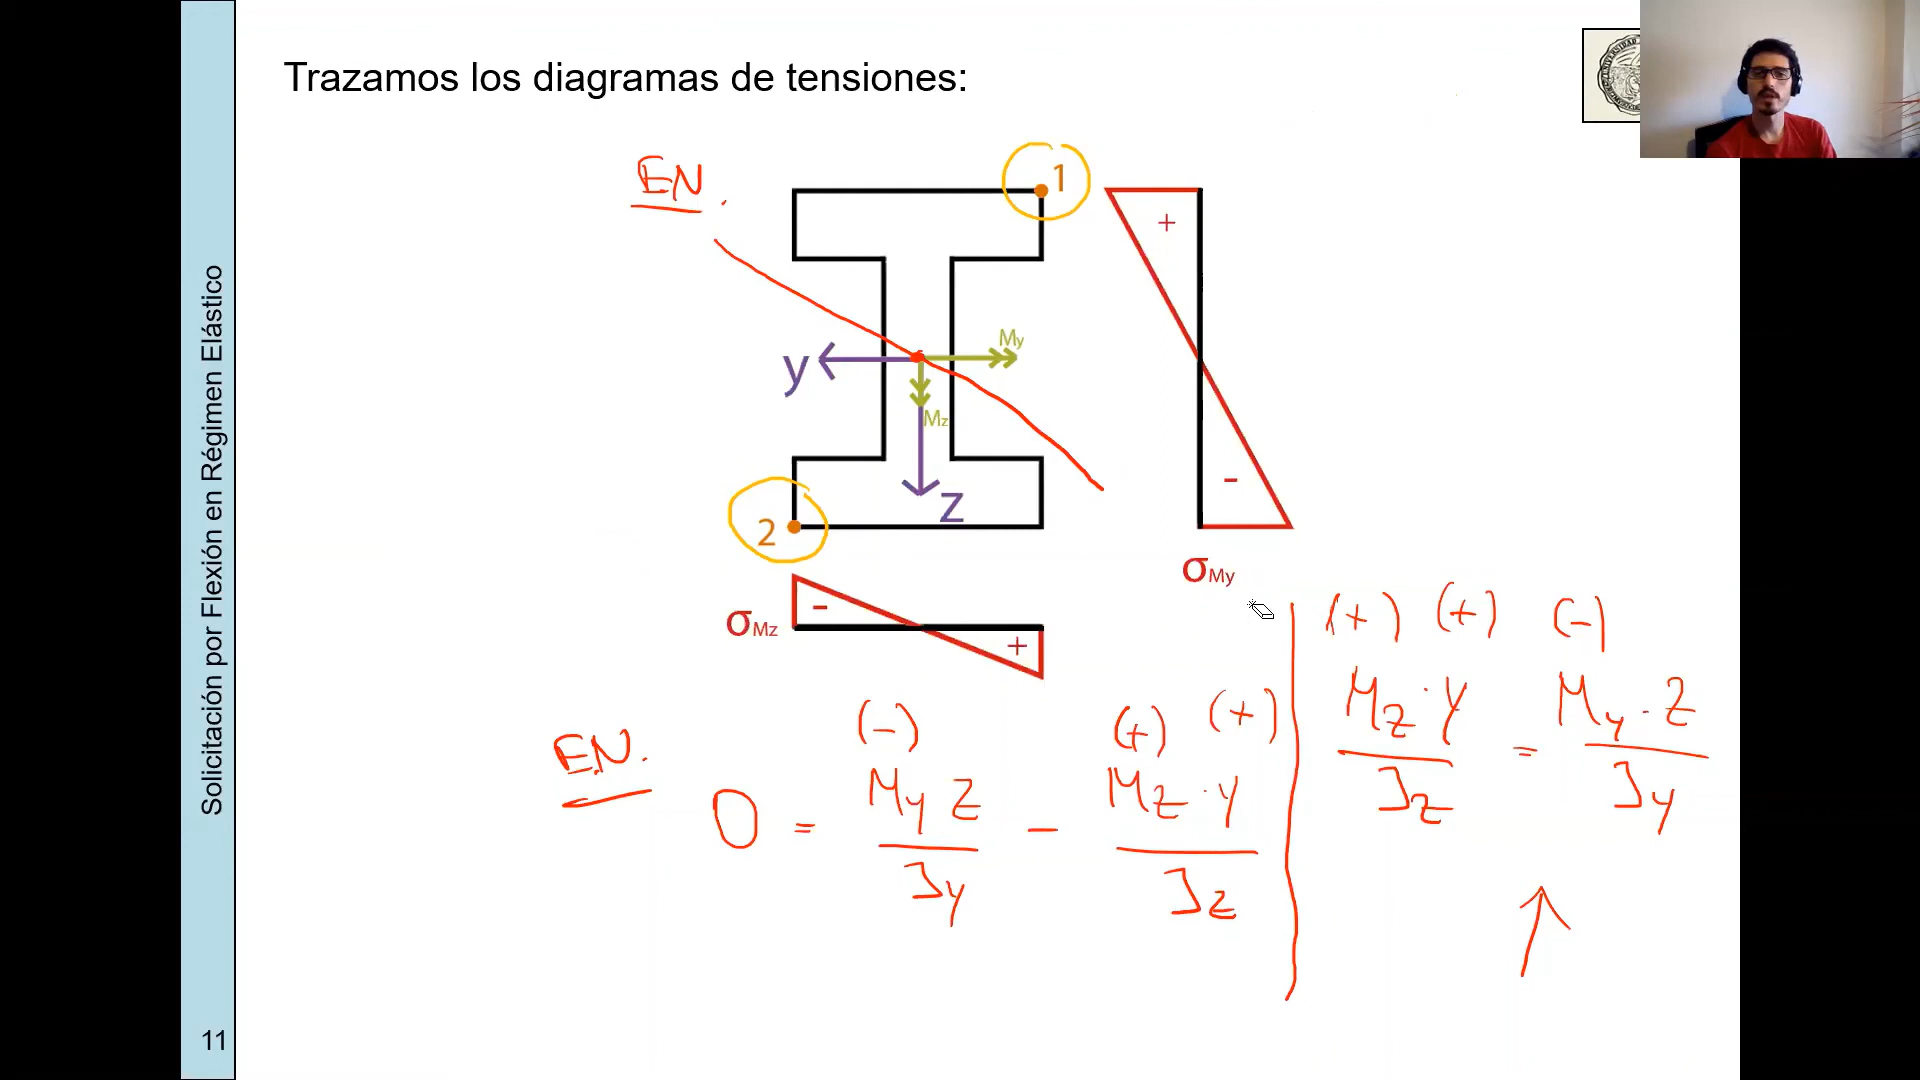 Trazamos los diagramas de tensiones:
EN.
1
+
My
y
Mz
z
-
2
σMy
-
σMz
+
(+) (+) (-)
Mz·y/Jz = My·z/Jy
EN.
(-) (+) (+)
0 = My z/Jy - Mz·y/Jz
Solicitación por Flexión en Régimen Elástico
11